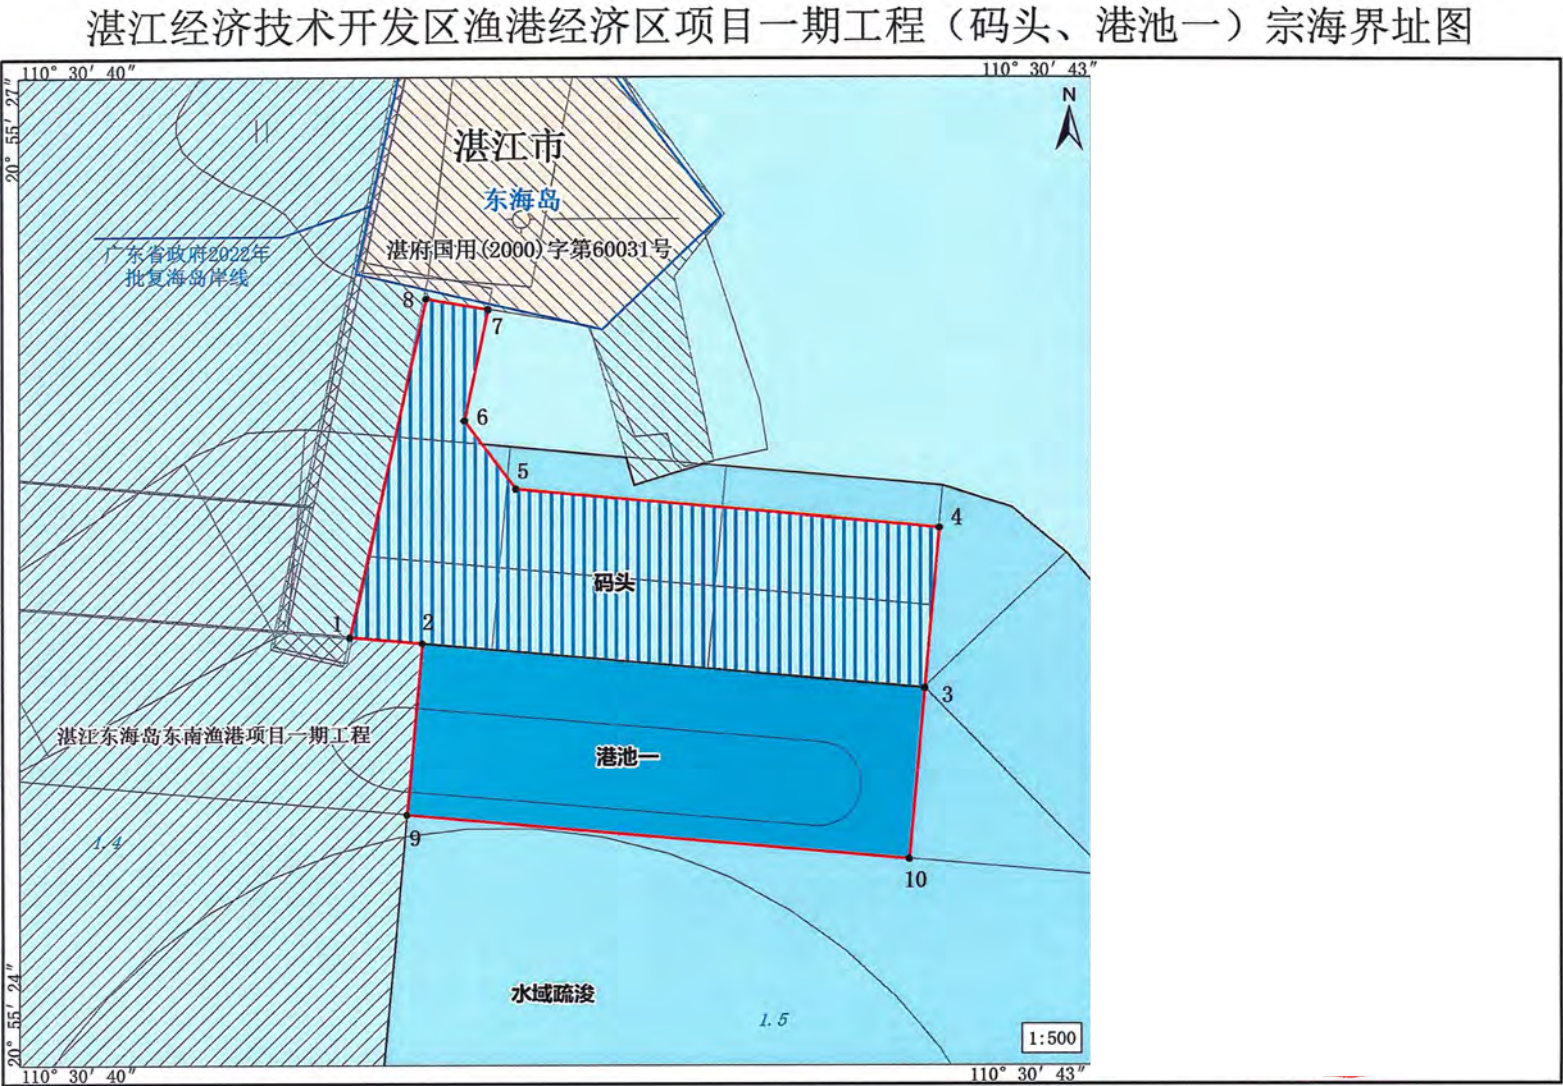 湛江经济技术开发区渔港经济区项目一期工程（码头、港池一）宗海界址图
110° 30′ 40″
110° 30′ 43″
20° 55′ 27″
N
湛江市
东海岛
湛府国用(2000)字第60031号
广东省政府2022年
批复海岛岸线
8
7
6
5
4
码头
1
2
3
湛江东海岛东南渔港项目一期工程
港池一
1.4
9
10
水域疏浚
1.5
20° 55′ 24″
1:500
110° 30′ 40″
110° 30′ 43″